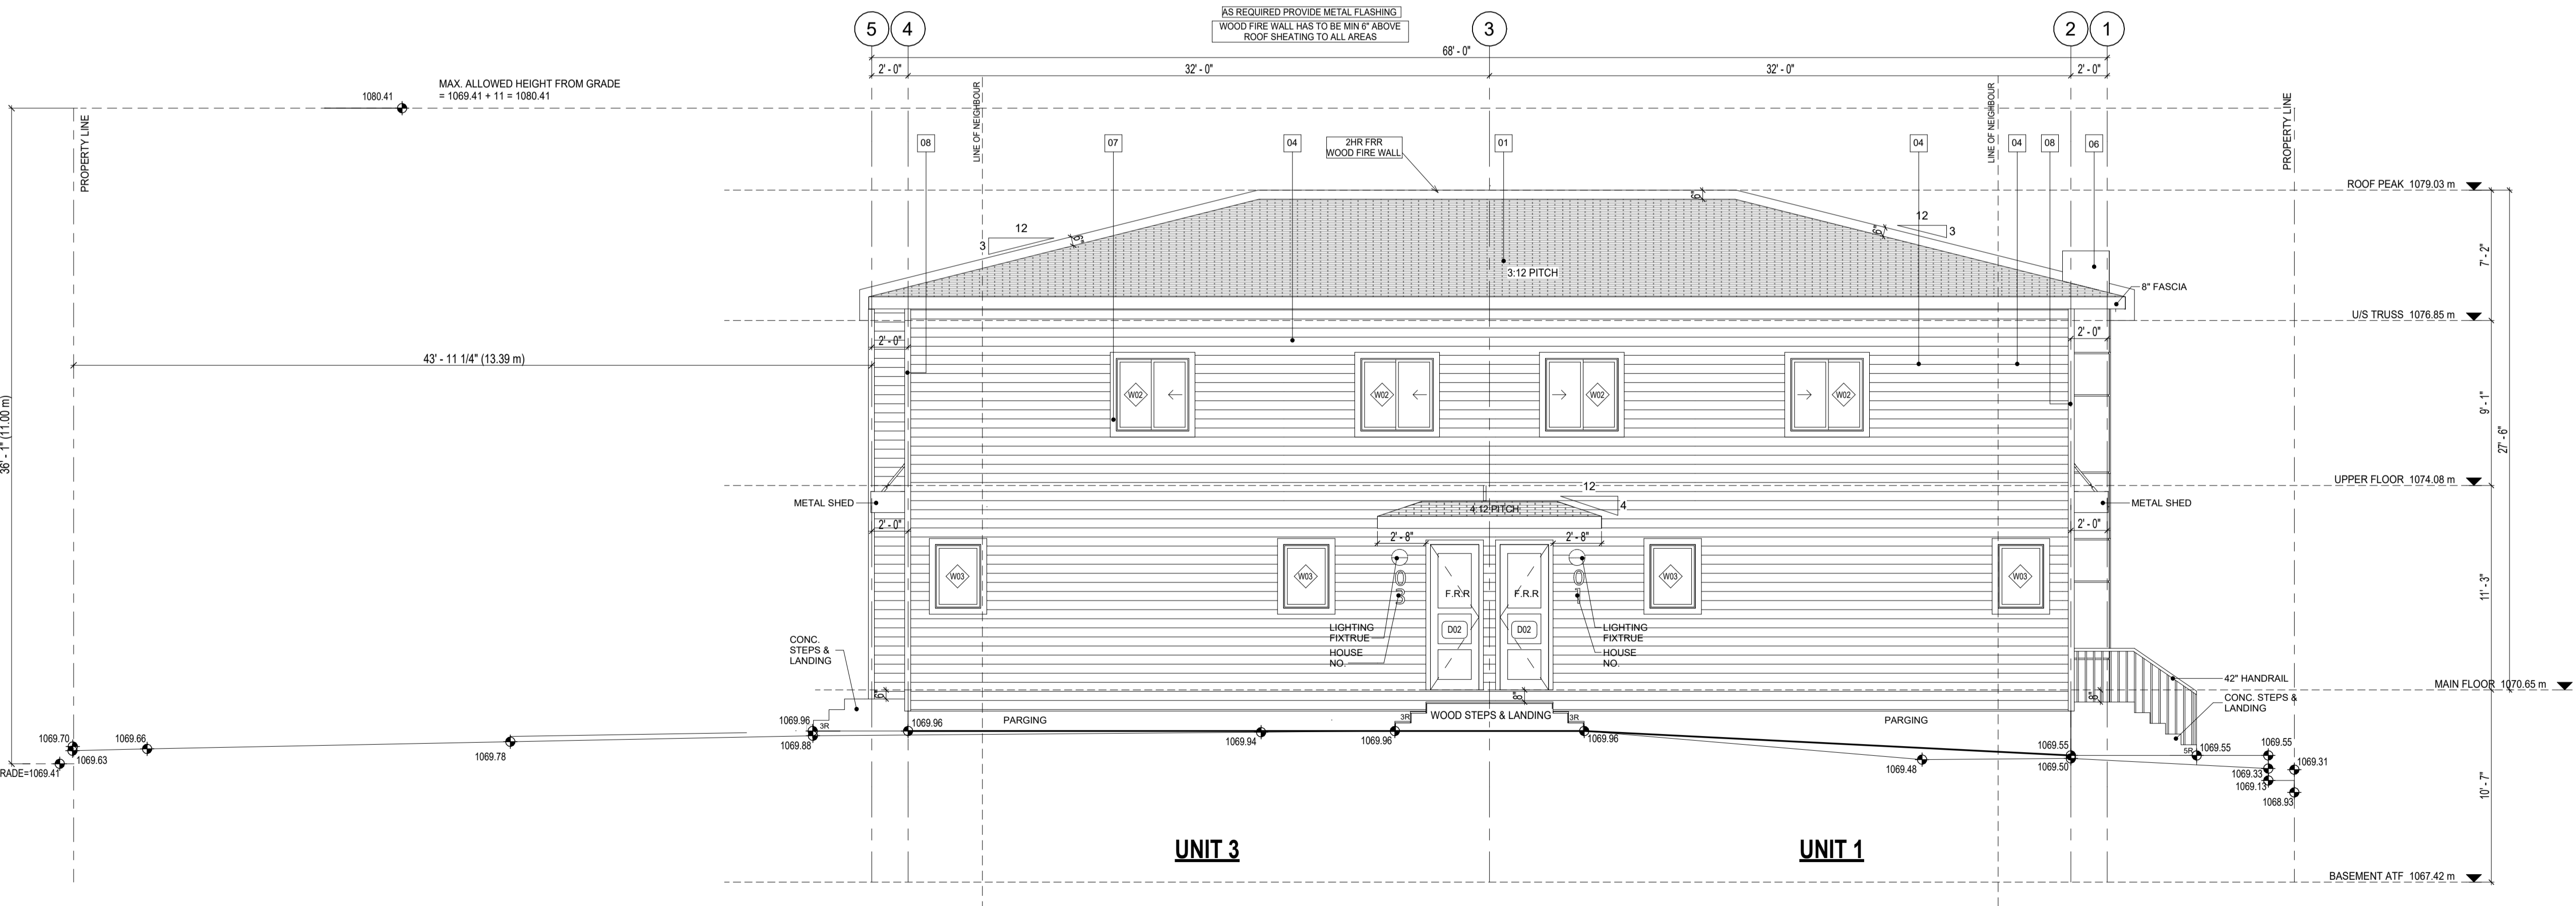 AS REQUIRED PROVIDE METAL FLASHING
WOOD FIRE WALL HAS TO BE MIN 6" ABOVE
ROOF SHEATING TO ALL AREAS
5
4
3
2
1
68' - 0"
2' - 0"
32' - 0"
32' - 0"
2' - 0"
MAX. ALLOWED HEIGHT FROM GRADE
= 1069.41 + 11 = 1080.41
1080.41
PROPERTY LINE
LINE OF NEIGHBOUR
LINE OF NEIGHBOUR
PROPERTY LINE
08
07
04
2HR FRR
WOOD FIRE WALL
01
04
04
08
06
ROOF PEAK 1079.03 m
6"
12
3
6"
6"
12
3
3:12 PITCH
7' - 2"
8" FASCIA
U/S TRUSS 1076.85 m
2' - 0"
2' - 0"
43' - 11 1/4" (13.39 m)
W02
W02
W02
W02
9' - 1"
27' - 6"
36' - 1" (11.00 m)
UPPER FLOOR 1074.08 m
METAL SHED
12
4
4:12 PITCH
METAL SHED
2' - 0"
2' - 0"
2' - 8"
2' - 8"
W03
W03
03
F.R.R
F.R.R
01
W03
W03
11' - 3"
LIGHTING
FIXTRUE
HOUSE
NO.
D02
D02
LIGHTING
FIXTRUE
HOUSE
NO.
CONC.
STEPS &
LANDING
42" HANDRAIL
MAIN FLOOR 1070.65 m
6"
8"
8"
CONC. STEPS &
LANDING
1069.96
3R
1069.96
PARGING
3R
WOOD STEPS & LANDING
3R
PARGING
1069.70
1069.66
1069.63
1069.78
1069.88
1069.94
1069.96
1069.96
1069.55
1069.50
1069.48
5R
1069.55
1069.55
1069.33
1069.13
1069.31
1068.93
RADE=1069.41
10' - 7"
UNIT 3
UNIT 1
BASEMENT ATF 1067.42 m